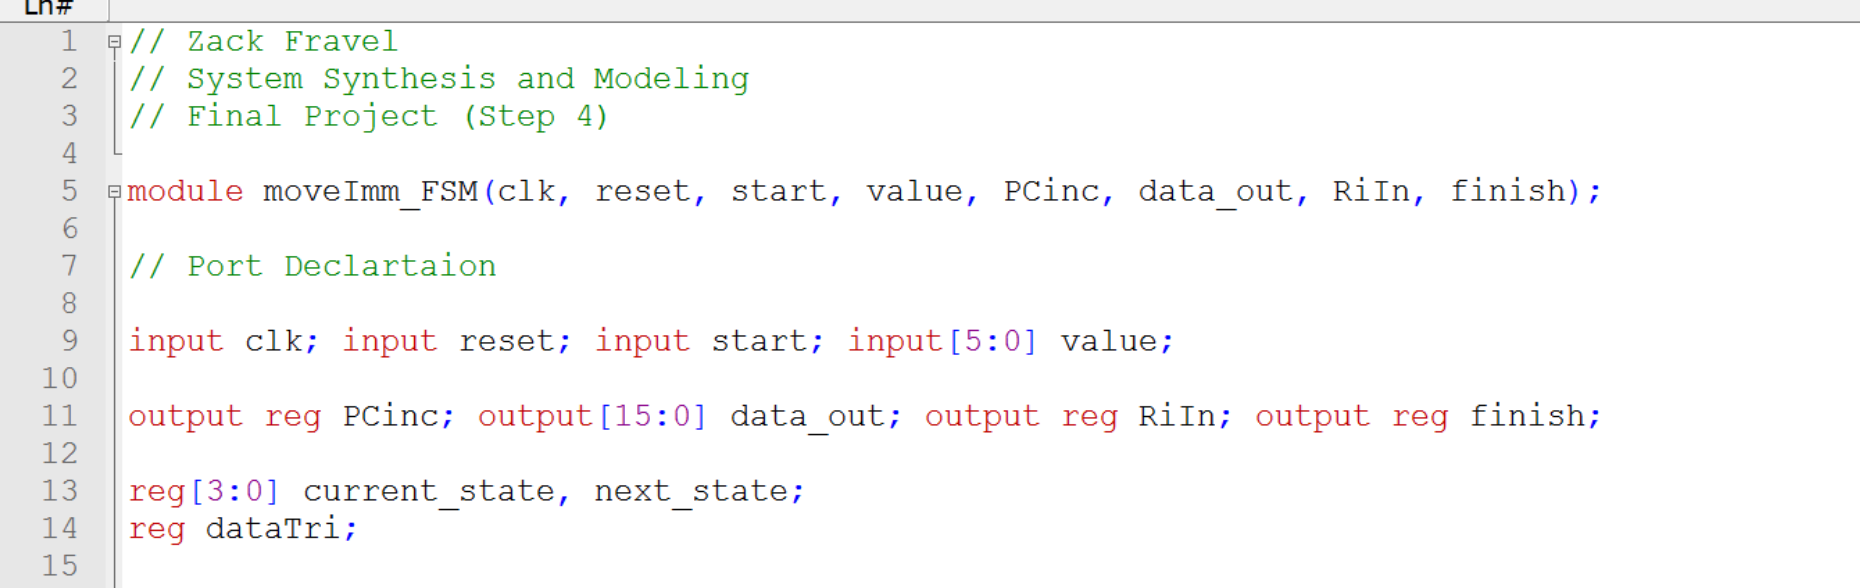 Ln#
1 // Zack Fravel
2 // System Synthesis and Modeling
3 // Final Project (Step 4)
4
5 module moveImm_FSM(clk, reset, start, value, PCinc, data_out, RiIn, finish);
6
7 // Port Declartaion
8
9 input clk; input reset; input start; input[5:0] value;
10
11 output reg PCinc; output[15:0] data_out; output reg RiIn; output reg finish;
12
13 reg[3:0] current_state, next_state;
14 reg dataTri;
15